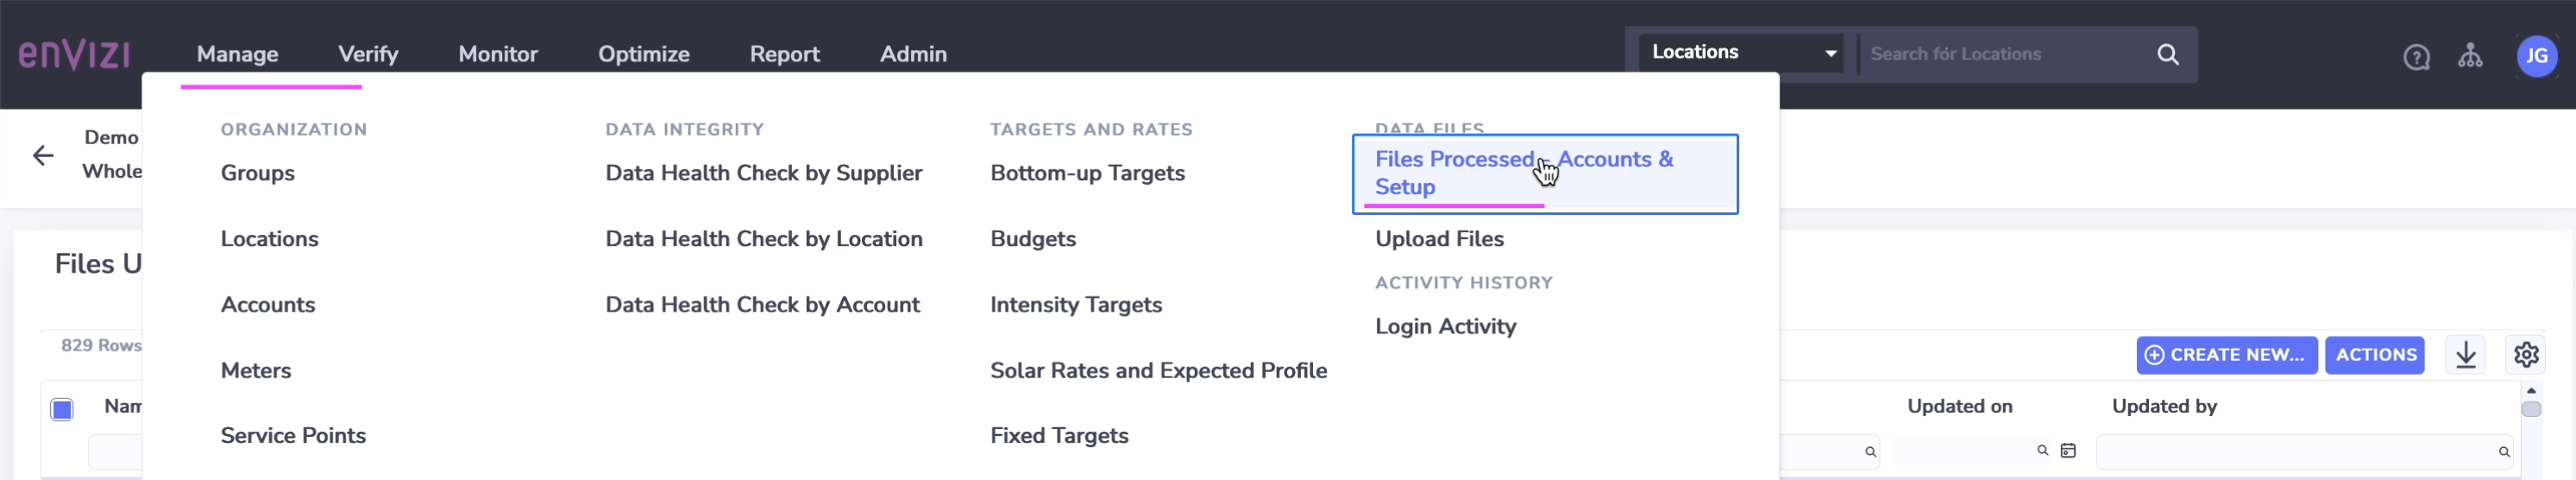 enVizi Manage Verify Monitor Optimize Report Admin Locations Search for Locations JG
Demo
Whole
Files U
829 Rows
Nam
ORGANIZATION
Groups
Locations
Accounts
Meters
Service Points
DATA INTEGRITY
Data Health Check by Supplier
Data Health Check by Location
Data Health Check by Account
TARGETS AND RATES
Bottom-up Targets
Budgets
Intensity Targets
Solar Rates and Expected Profile
Fixed Targets
DATA FILES
Files Processed - Accounts &
Setup
Upload Files
ACTIVITY HISTORY
Login Activity
CREATE NEW... ACTIONS
Updated on Updated by